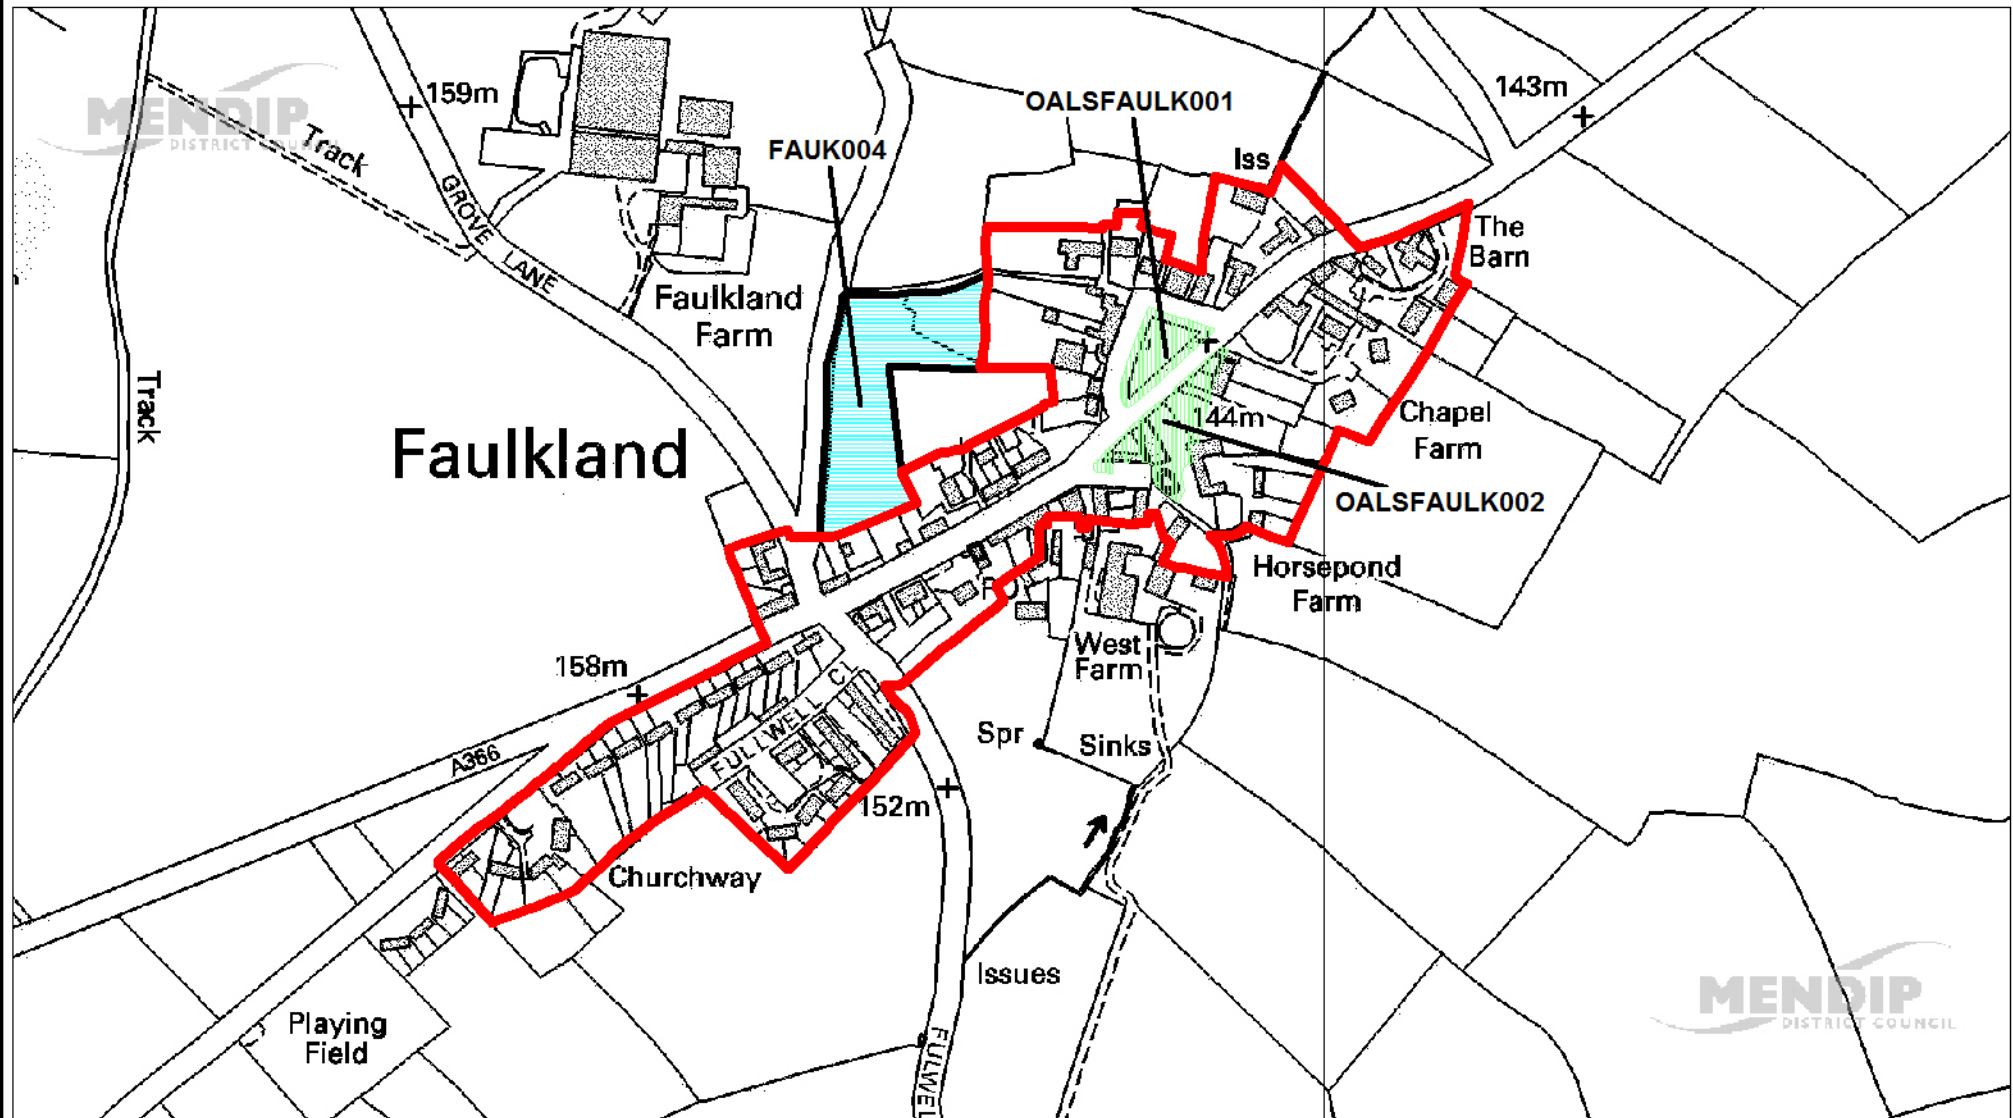 MENDIP
DISTRICT COUNCIL
159m
Track
GROVE LANE
FAUK004
OALSFAULK001
143m
Iss
The
Barn
Faulkland
Farm
Track
Faulkland
144m
Chapel
Farm
OALSFAULK002
Horsepond
Farm
West
Farm
158m
A366
FULLWELL CL
152m
Spr
Sinks
Churchway
Issues
Playing
Field
FULWEL
MENDIP
DISTRICT COUNCIL